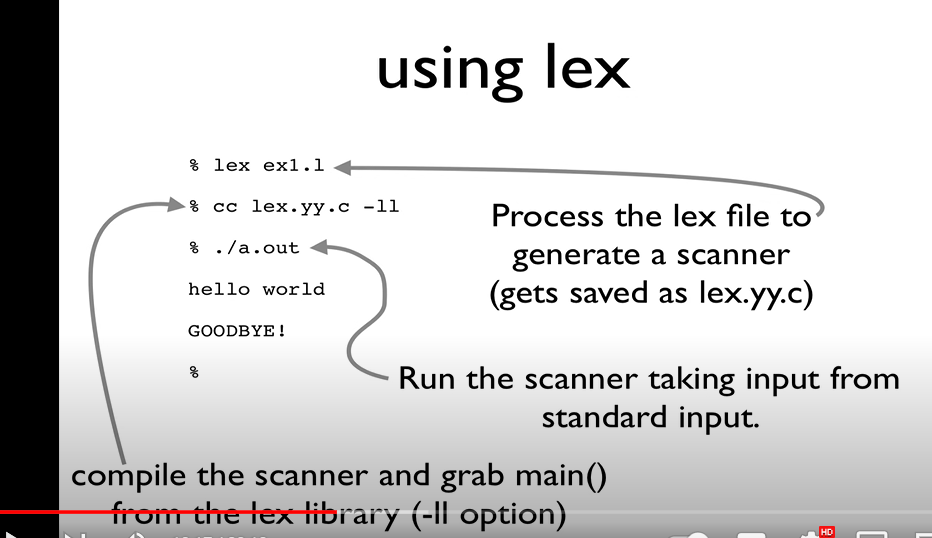 using lex
% lex ex1.l
% cc lex.yy.c -ll
% ./a.out
hello world
GOODBYE!
%
Process the lex file to
generate a scanner
(gets saved as lex.yy.c)
Run the scanner taking input from
standard input.
compile the scanner and grab main()
from the lex library (-ll option)
HD